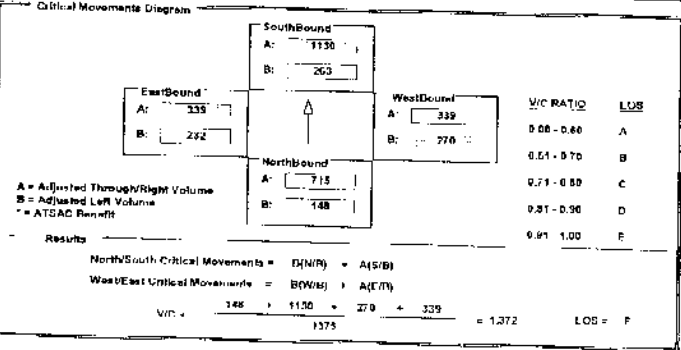 Critical Movements Diagram
SouthBound
A: 1130
B: 263
EastBound
A: 339
B: 232
WestBound
A: 339
B: 270
NorthBound
A: 715
B: 148
V/C RATIO LOS
0.00 - 0.60 A
0.61 - 0.70 B
0.71 - 0.80 C
0.81 - 0.90 D
0.91 - 1.00 E
A = Adjusted Through/Right Volume
B = Adjusted Left Volume
* = ATSAC Benefit
Results
North/South Critical Movements = B(N/B) + A(S/B)
West/East Critical Movements = B(W/B) + A(E/B)
V/C = 148 + 1130 + 270 + 339
1375 = 1.372 LOS = F